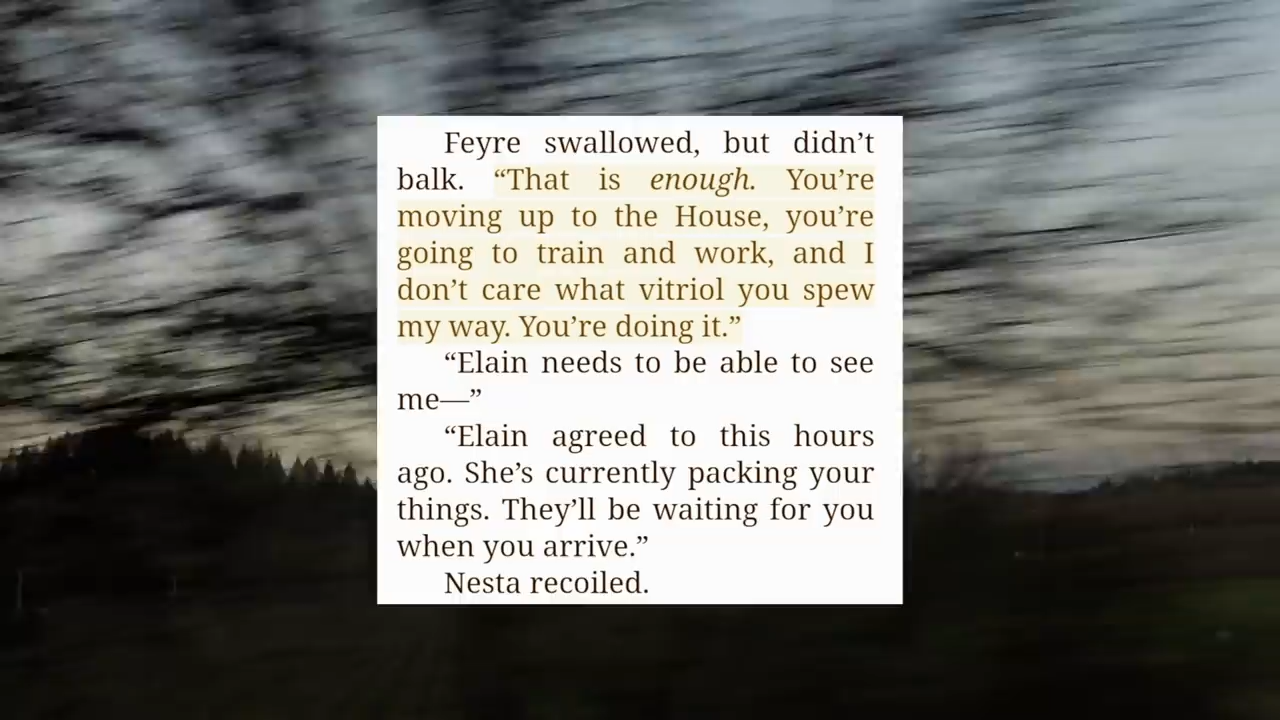 Feyre swallowed, but didn’t
balk. “That is enough. You’re
moving up to the House, you’re
going to train and work, and I
don’t care what vitriol you spew
my way. You’re doing it.”
“Elain needs to be able to see
me—”
“Elain agreed to this hours
ago. She’s currently packing your
things. They’ll be waiting for you
when you arrive.”
Nesta recoiled.